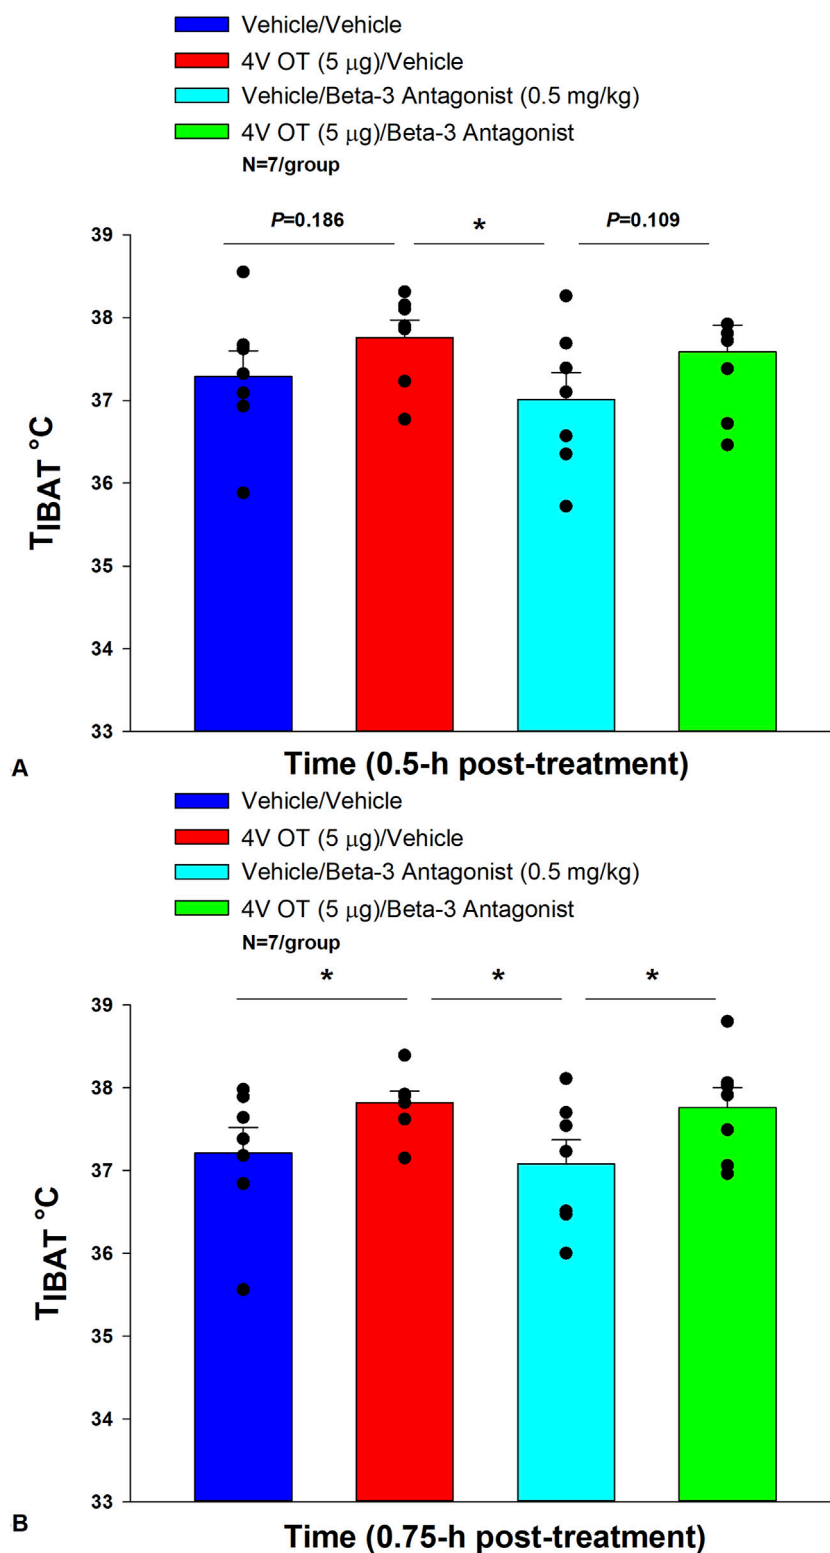 Vehicle/Vehicle
4V OT (5 μg)/Vehicle
Vehicle/Beta-3 Antagonist (0.5 mg/kg)
4V OT (5 μg)/Beta-3 Antagonist
N=7/group
P=0.186 * P=0.109
39
38
37
36
35
34
33
TIBAT °C
Time (0.5-h post-treatment)
A
Vehicle/Vehicle
4V OT (5 μg)/Vehicle
Vehicle/Beta-3 Antagonist (0.5 mg/kg)
4V OT (5 μg)/Beta-3 Antagonist
N=7/group
* * *
39
38
37
36
35
34
33
TIBAT °C
Time (0.75-h post-treatment)
B